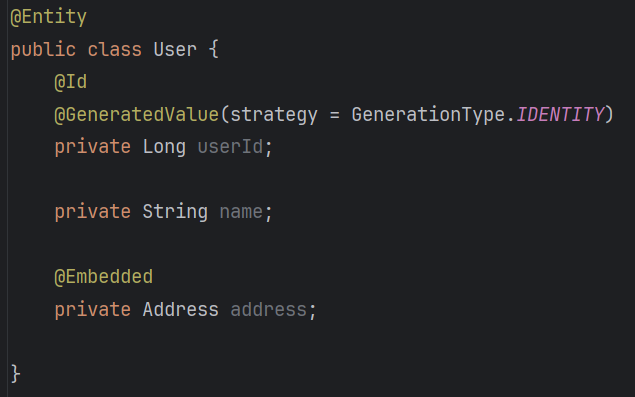 @Entity
public class User {
@Id
@GeneratedValue(strategy = GenerationType.IDENTITY)
private Long userId;
private String name;
@Embedded
private Address address;
}